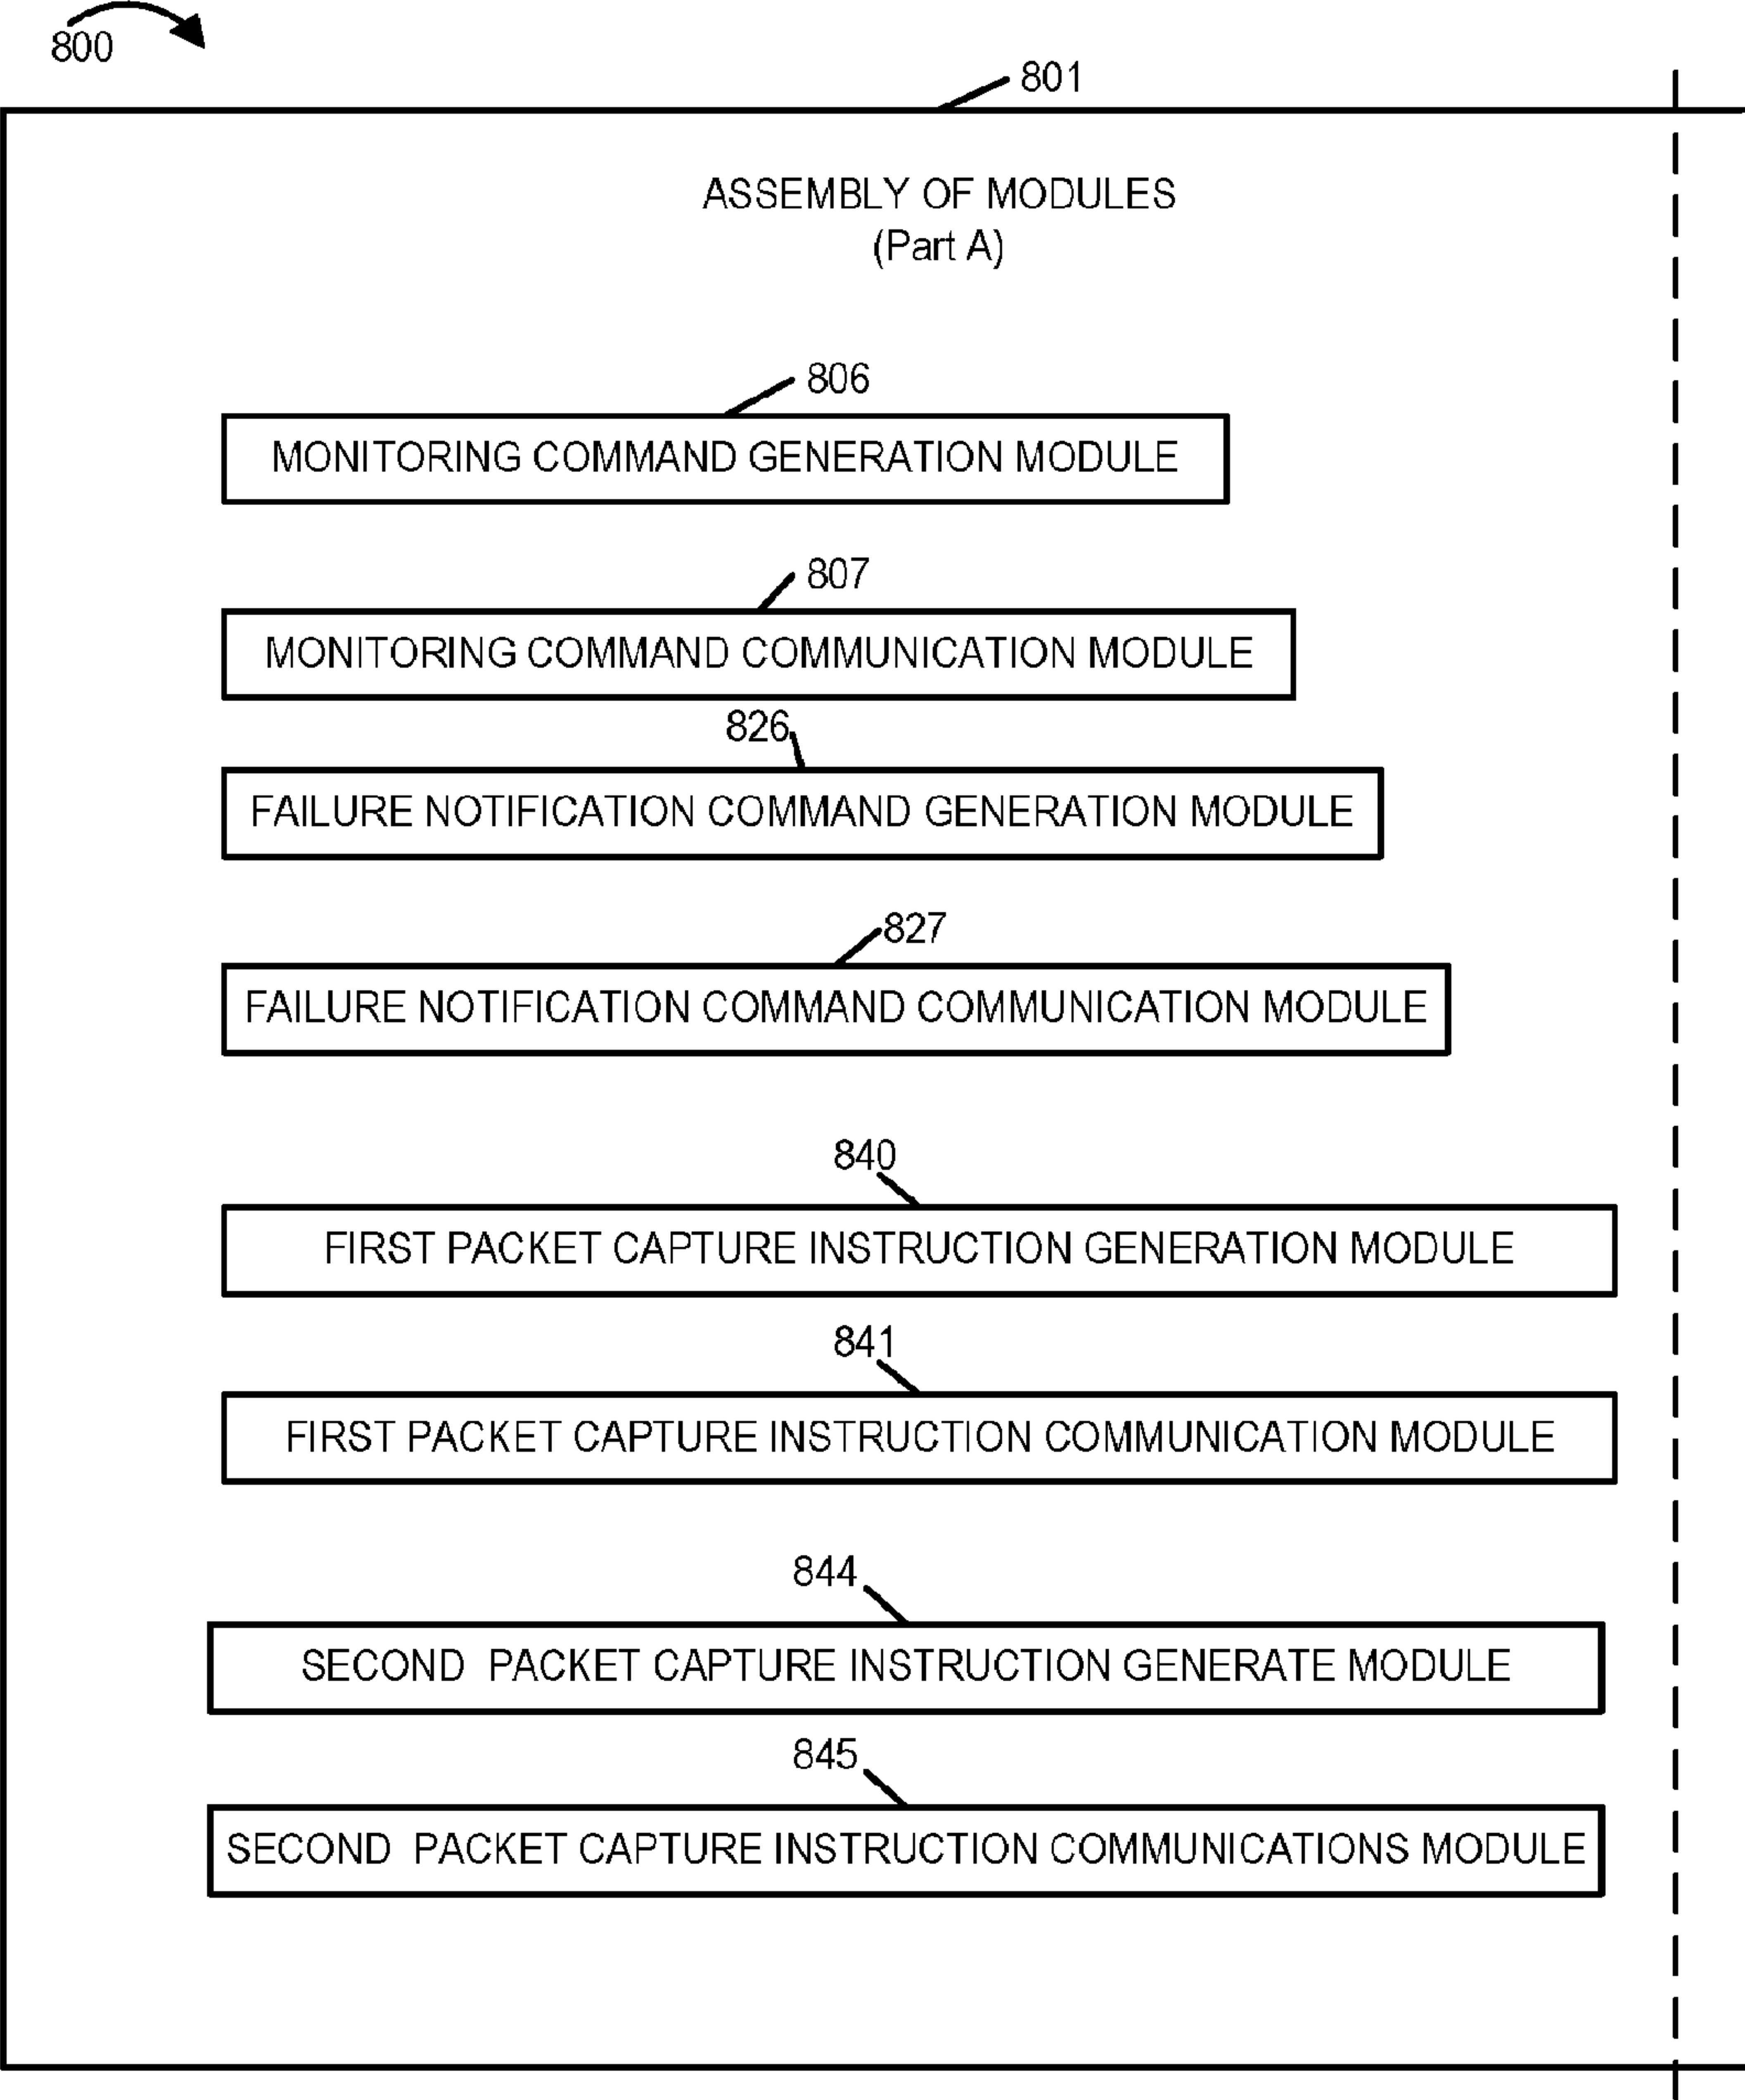 800
801
ASSEMBLY OF MODULES
(Part A)
806
MONITORING COMMAND GENERATION MODULE
807
MONITORING COMMAND COMMUNICATION MODULE
826
FAILURE NOTIFICATION COMMAND GENERATION MODULE
827
FAILURE NOTIFICATION COMMAND COMMUNICATION MODULE
840
FIRST PACKET CAPTURE INSTRUCTION GENERATION MODULE
841
FIRST PACKET CAPTURE INSTRUCTION COMMUNICATION MODULE
844
SECOND PACKET CAPTURE INSTRUCTION GENERATE MODULE
845
SECOND PACKET CAPTURE INSTRUCTION COMMUNICATIONS MODULE